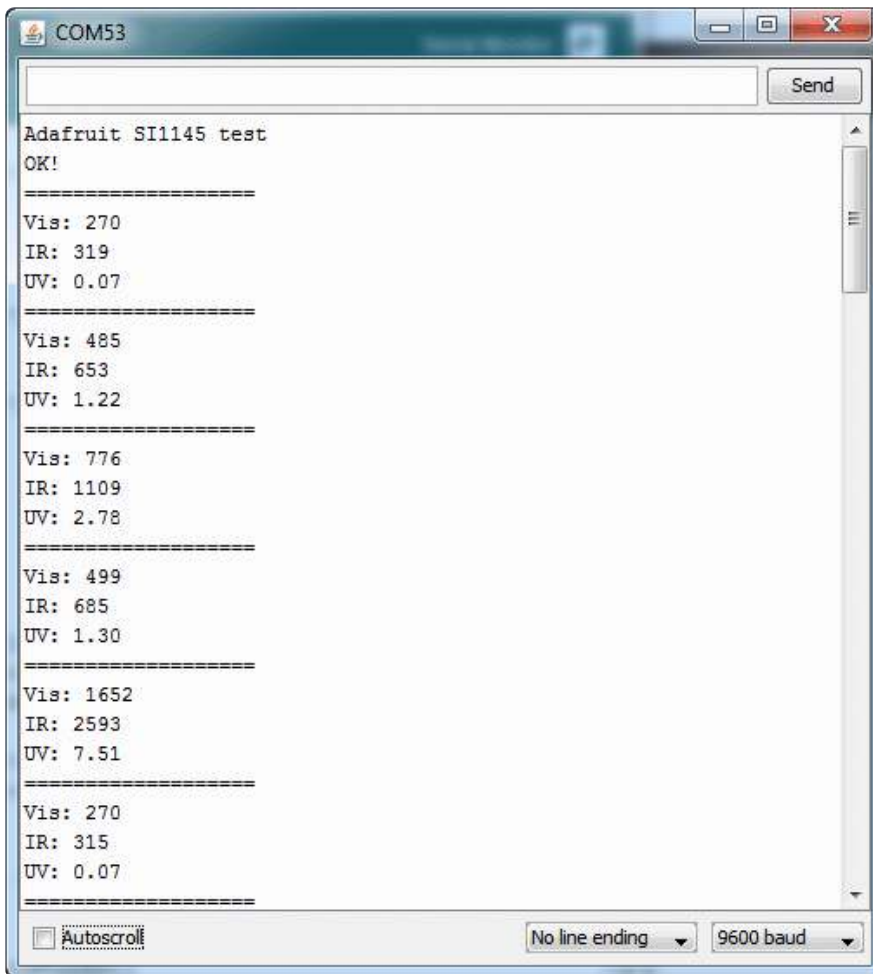 COM53
Send
Adafruit SI1145 test
OK!
===================
Vis: 270
IR: 319
UV: 0.07
===================
Vis: 485
IR: 653
UV: 1.22
===================
Vis: 776
IR: 1109
UV: 2.78
===================
Vis: 499
IR: 685
UV: 1.30
===================
Vis: 1652
IR: 2593
UV: 7.51
===================
Vis: 270
IR: 315
UV: 0.07
===================
Autoscroll No line ending 9600 baud